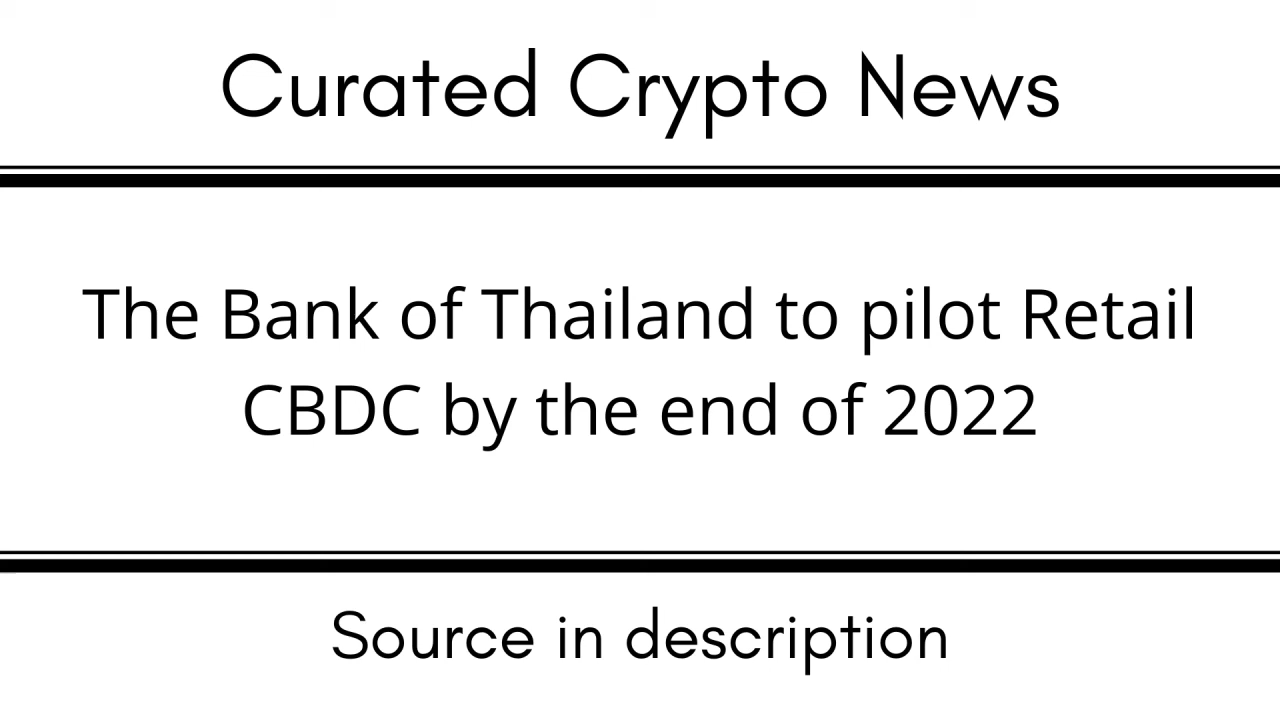 Curated Crypto News
The Bank of Thailand to pilot Retail
CBDC by the end of 2022
Source in description